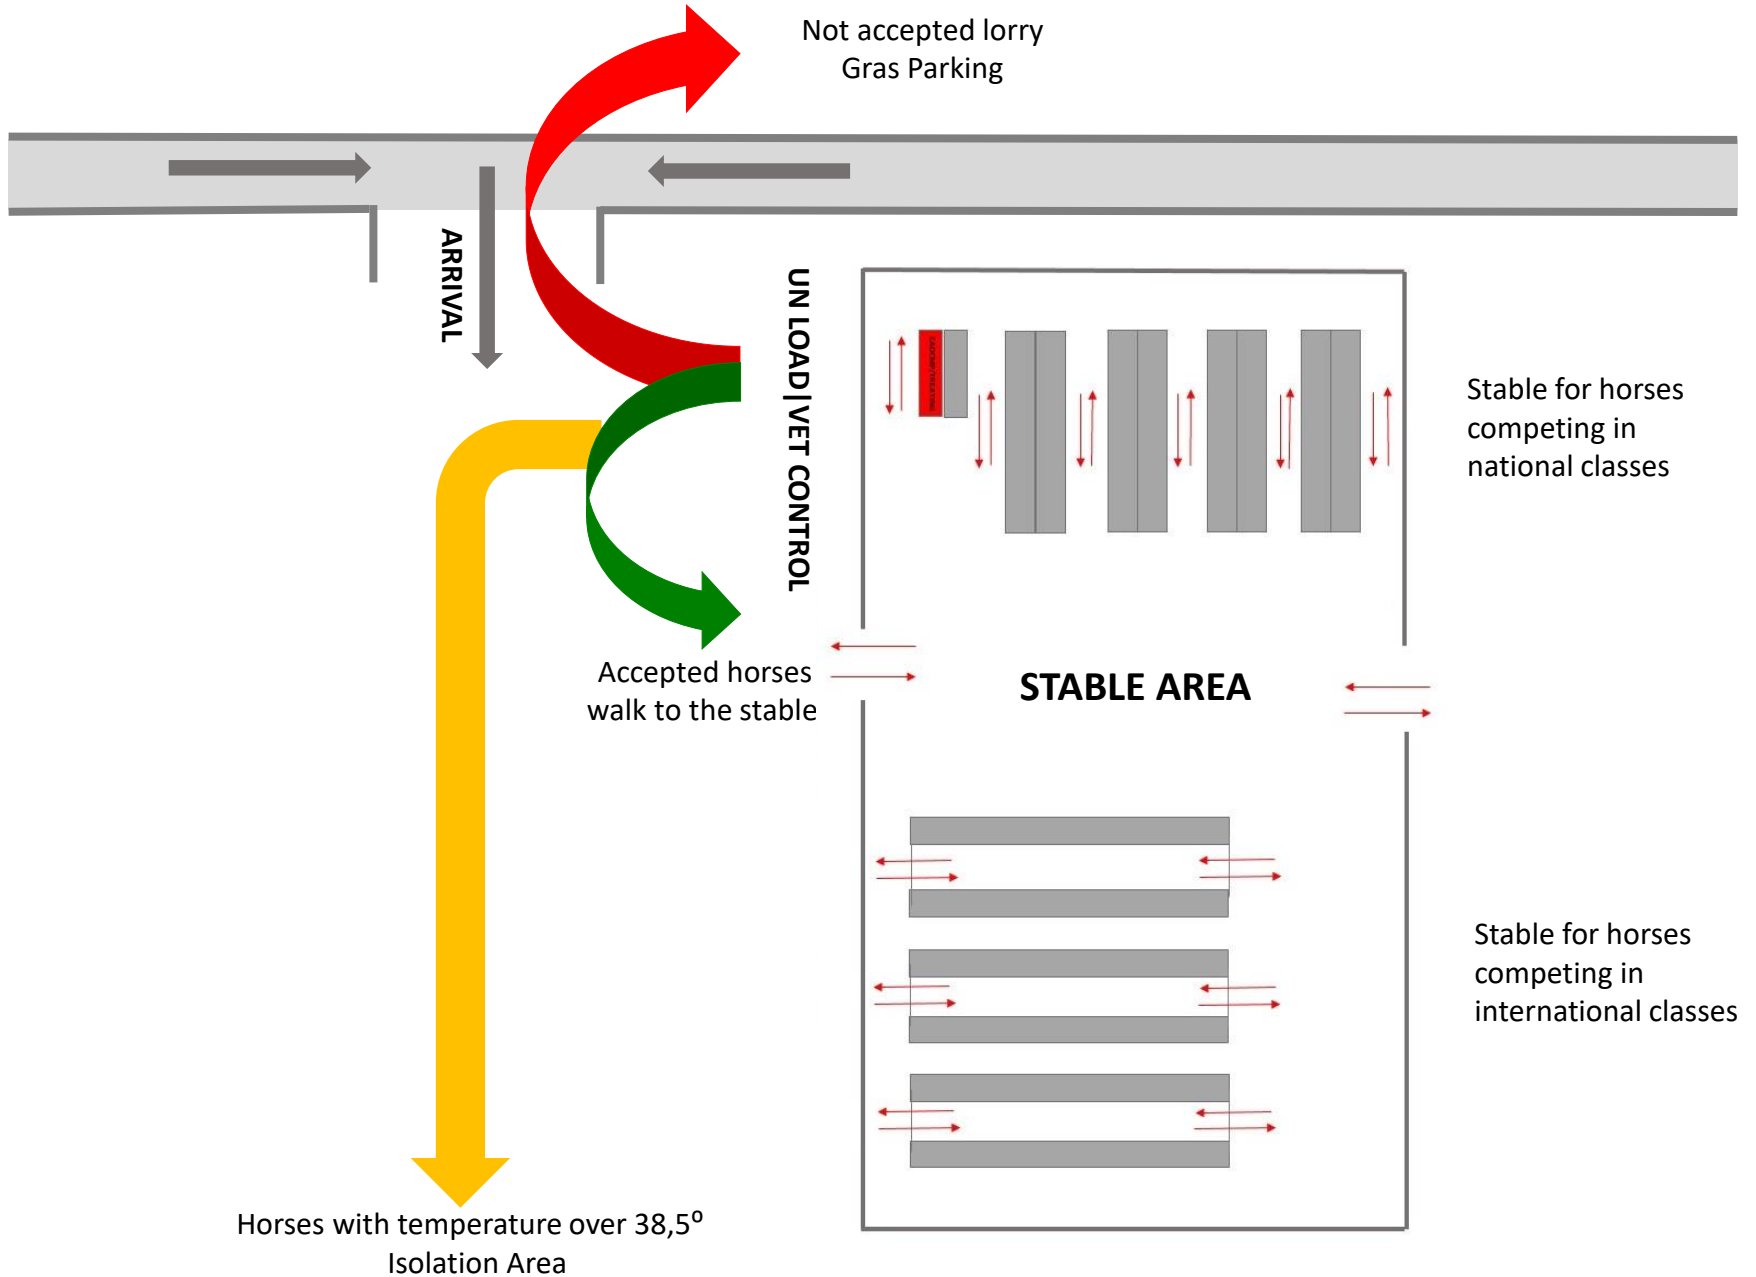 Not accepted lorry
Gras Parking
ARRIVAL
UN LOAD|VET CONTROL
Stable for horses
competing in
national classes
Accepted horses
walk to the stable
STABLE AREA
Stable for horses
competing in
international classes
Horses with temperature over 38,5⁰
Isolation Area